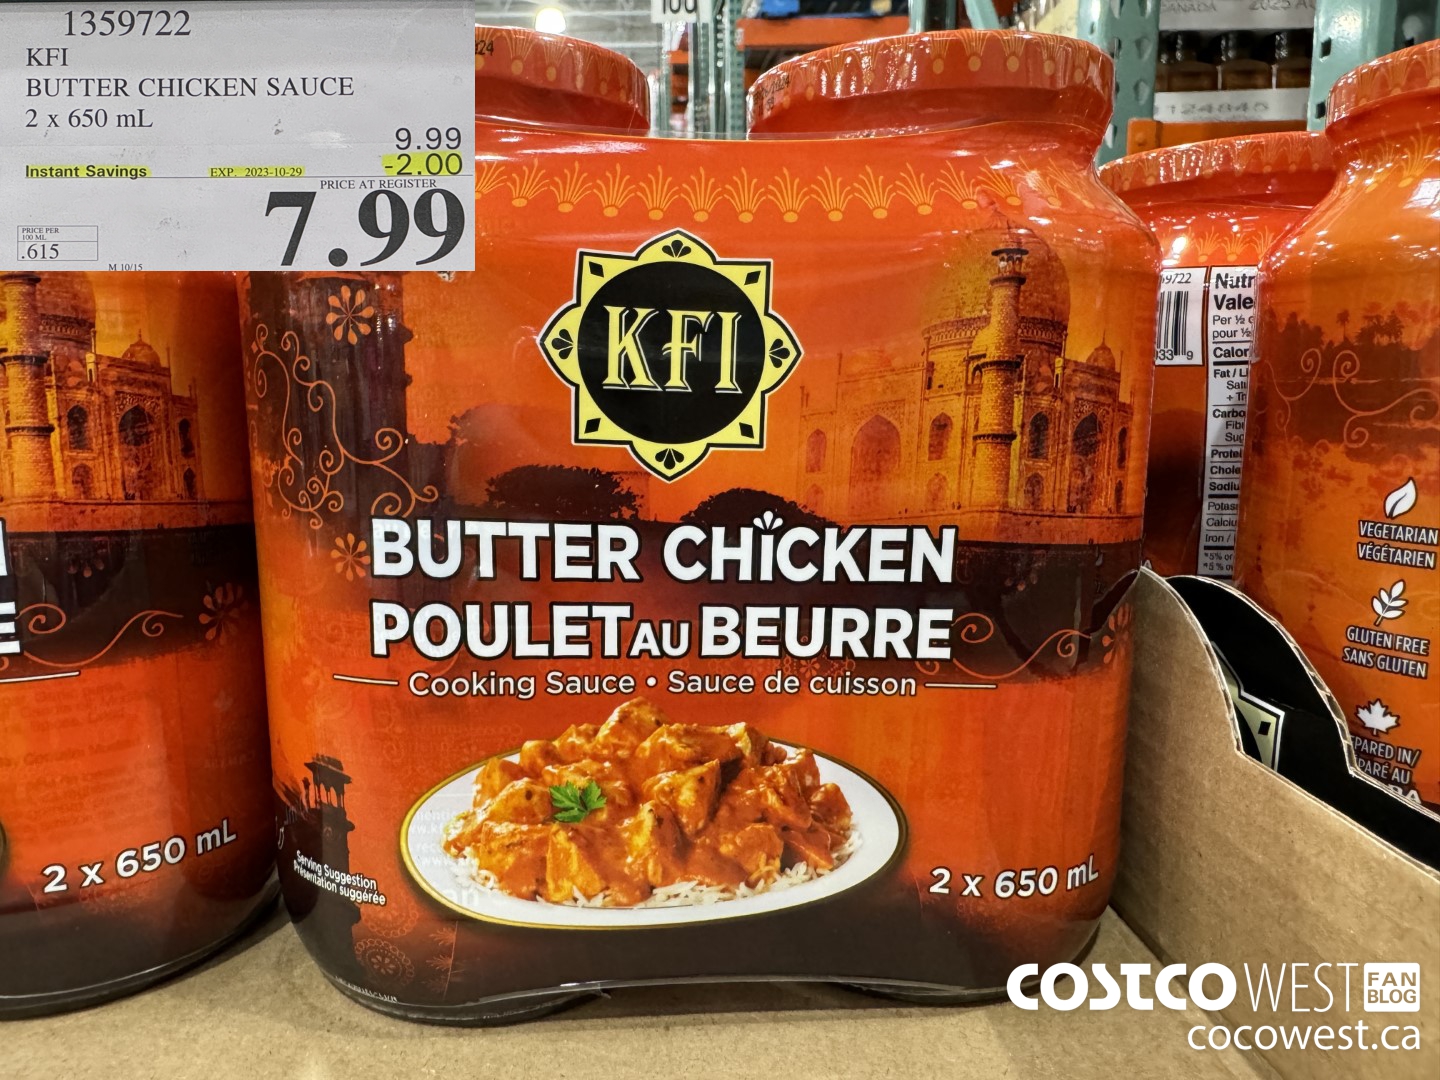 1359722
KFI
BUTTER CHICKEN SAUCE
2 x 650 mL
9.99
Instant Savings EXP. 2023-10-29 -2.00
PRICE AT REGISTER
7.99
PRICE PER
100 ML
.615
M 10/15
KFI
BUTTER CHICKEN
POULET AU BEURRE
Cooking Sauce • Sauce de cuisson
Serving Suggestion
Présentation suggérée
2 x 650 mL
2 x 650 mL
VEGETARIAN
VÉGÉTARIEN
GLUTEN FREE
SANS GLUTEN
COSTCO WEST FAN BLOG
cocowest.ca